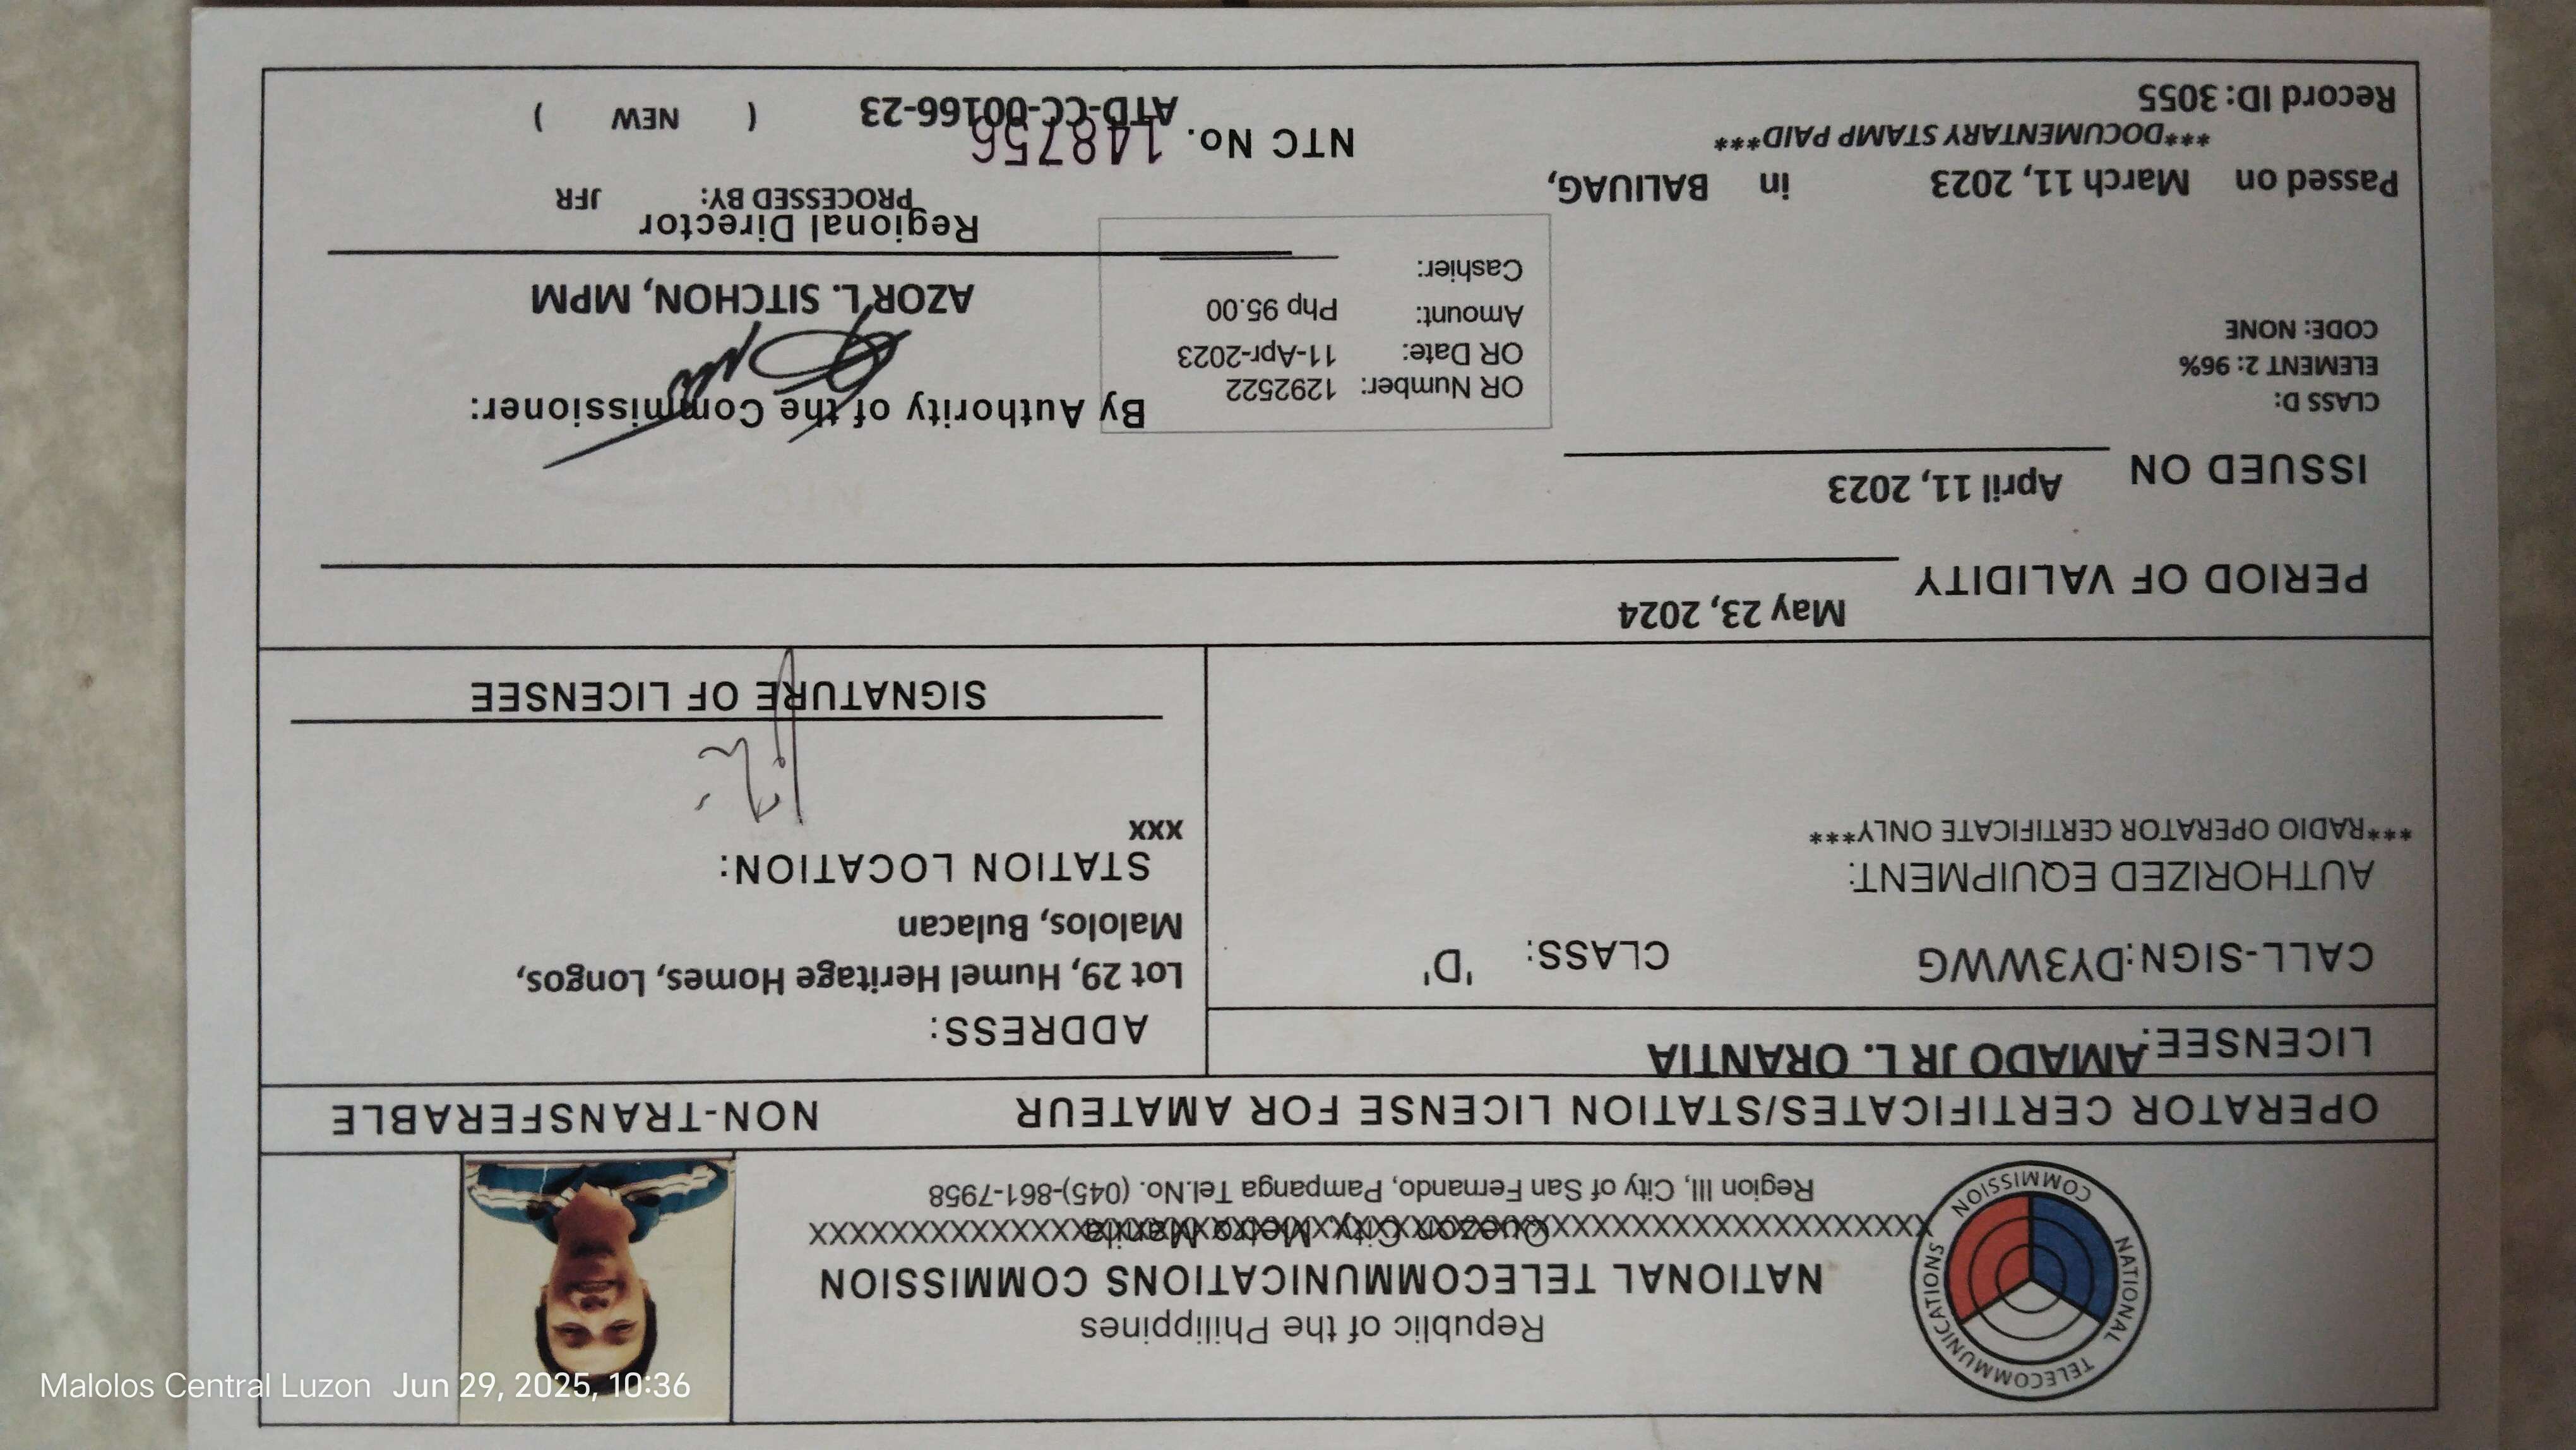 Republic of the Philippines
NATIONAL TELECOMMUNICATIONS COMMISSION
Quezon City, Metro Manila
XXXXXXXXXXXXXXXXXXXXXXXXXXXXXXXXXXXXXXXXXXXXXXXX
Region III, City of San Fernando, Pampanga Tel.No. (045)-861-7958
NATIONAL TELECOMMUNICATIONS COMMISSION
OPERATOR CERTIFICATES/STATION LICENSE FOR AMATEUR NON-TRANSFERABLE
LICENSEE: AMADO JR L. ORANTIA
CALL-SIGN:DY3WWG CLASS: 'D'
AUTHORIZED EQUIPMENT:
***RADIO OPERATOR CERTIFICATE ONLY***
ADDRESS:
Lot 29, Humel Heritage Homes, Longos,
Malolos, Bulacan
STATION LOCATION:
xxx
SIGNATURE OF LICENSEE
PERIOD OF VALIDITY May 23, 2024
ISSUED ON April 11, 2023
CLASS D:
ELEMENT 2: 96%
CODE: NONE
OR Number: 1292522
OR Date: 11-Apr-2023
Amount: Php 95.00
Cashier:
By Authority of the Commissioner:
AZOR L. SITCHON, MPM
Regional Director
PROCESSED BY: JFR
Passed on March 11, 2023 in BALIUAG,
***DOCUMENTARY STAMP PAID***
Record ID: 3055
NTC No. 148756
ATD-CC-00166-23 ( NEW )
Malolos Central Luzon Jun 29, 2025, 10:36